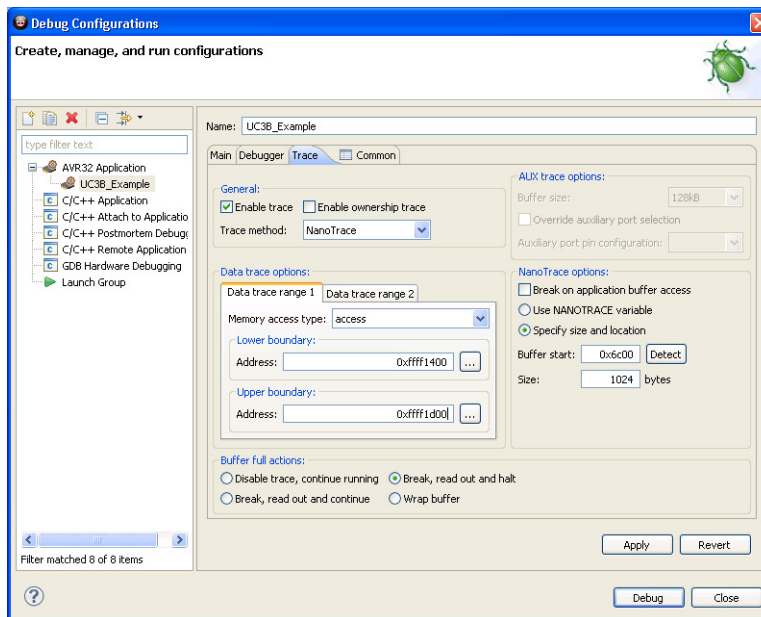 Debug Configurations
Create, manage, and run configurations
type filter text
AVR32 Application
UC3B_Example
C/C++ Application
C/C++ Attach to Applicatio
C/C++ Postmortem Debugg
C/C++ Remote Application
GDB Hardware Debugging
Launch Group
Filter matched 8 of 8 items
Name: UC3B_Example
Main Debugger Trace Common
General:
Enable trace Enable ownership trace
Trace method: NanoTrace
AUX trace options:
Buffer size: 128kB
Override auxiliary port selection
Auxiliary port pin configuration:
Data trace options:
Data trace range 1 Data trace range 2
Memory access type: access
Lower boundary:
Address: 0xffff1400 ...
Upper boundary:
Address: 0xffff1d00 ...
NanoTrace options:
Break on application buffer access
Use NANOTRACE variable
Specify size and location
Buffer start: 0x6c00 Detect
Size: 1024 bytes
Buffer full actions:
Disable trace, continue running Break, read out and halt
Break, read out and continue Wrap buffer
Apply Revert
? Debug Close